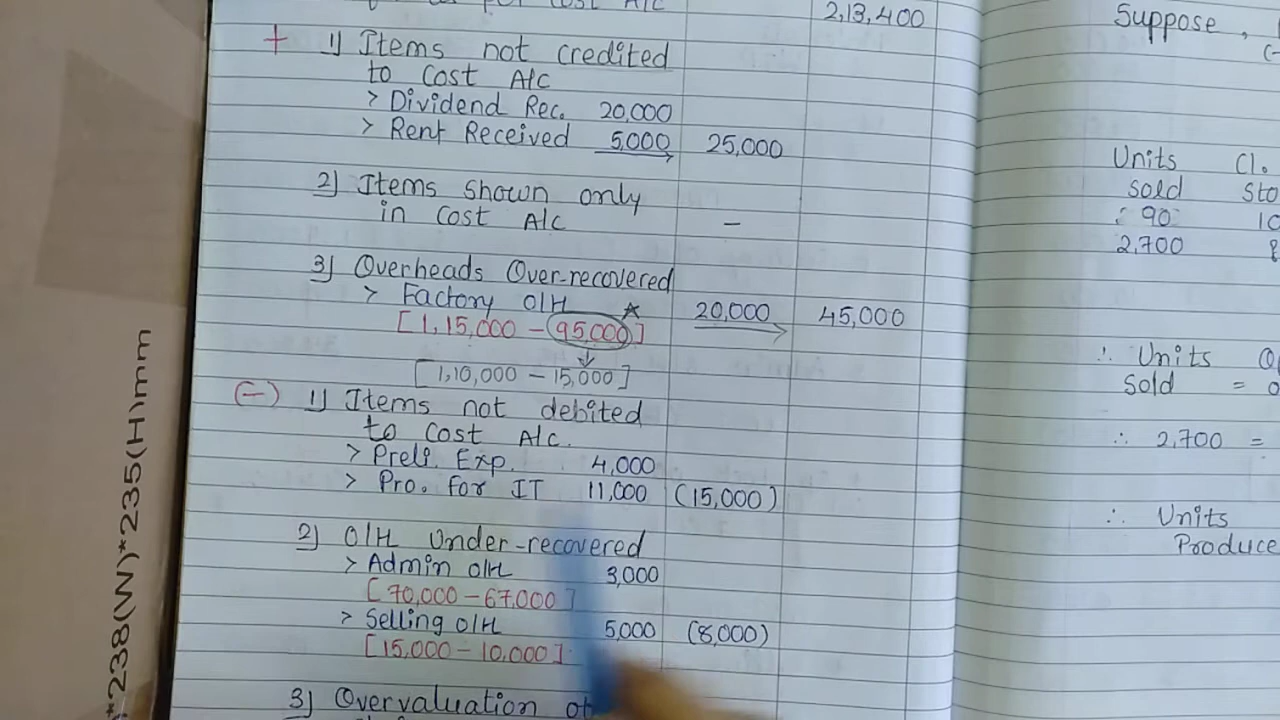 Cost A/C 2,13,400
+ 1) Items not credited
to Cost A/C
> Dividend Rec. 20,000
> Rent Received 5,000 25,000
2) Items shown only
in Cost A/C –
3) Overheads Over-recovered
> Factory O/H 20,000 45,000
[1,15,000 – 95,000]
[1,10,000 – 15,000]
(–) 1) Items not debited
to Cost A/c.
> Preli. Exp. 4,000
> Pro. for IT 11,000 (15,000)
2) O/H Under-recovered
> Admin O/H 3,000
[70,000 – 67,000]
> Selling O/H 5,000 (8,000)
[15,000 – 10,000]
3) Overvaluation of
*238(W)*235(H)mm
Suppose,
Units Cl.
Sold Sto
90 10
2,700
∴ Units
Sold =
∴ 2,700 =
∴ Units
Produce